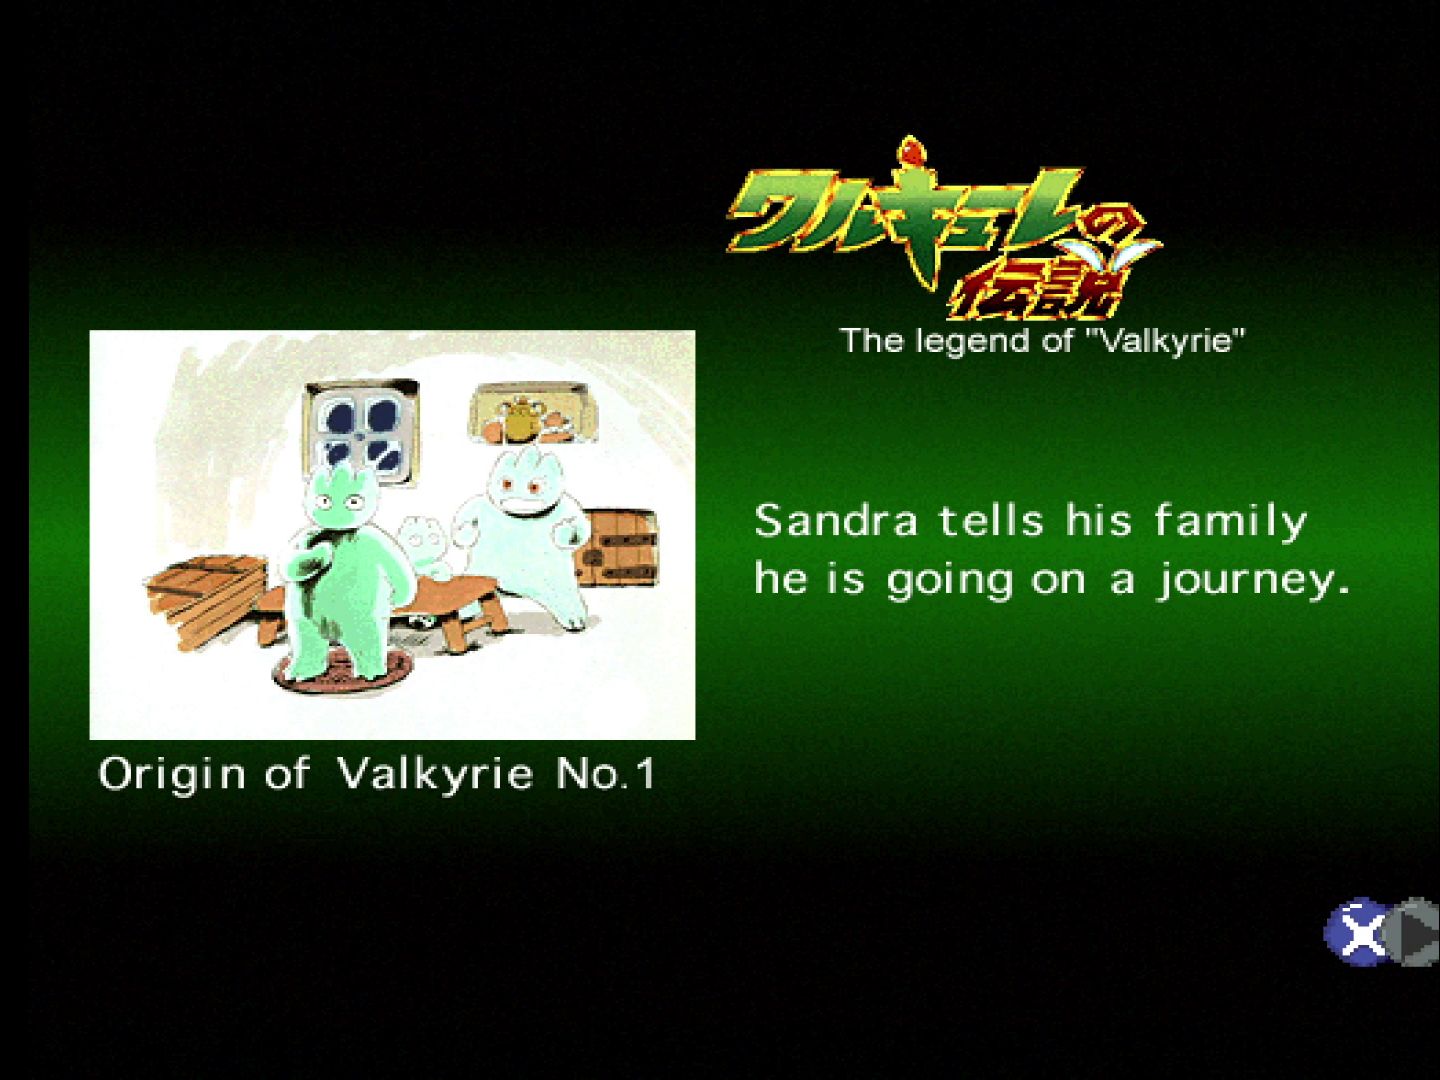 ワルキューレの
伝説
The legend of "Valkyrie"
Sandra tells his family
he is going on a journey.
Origin of Valkyrie No.1